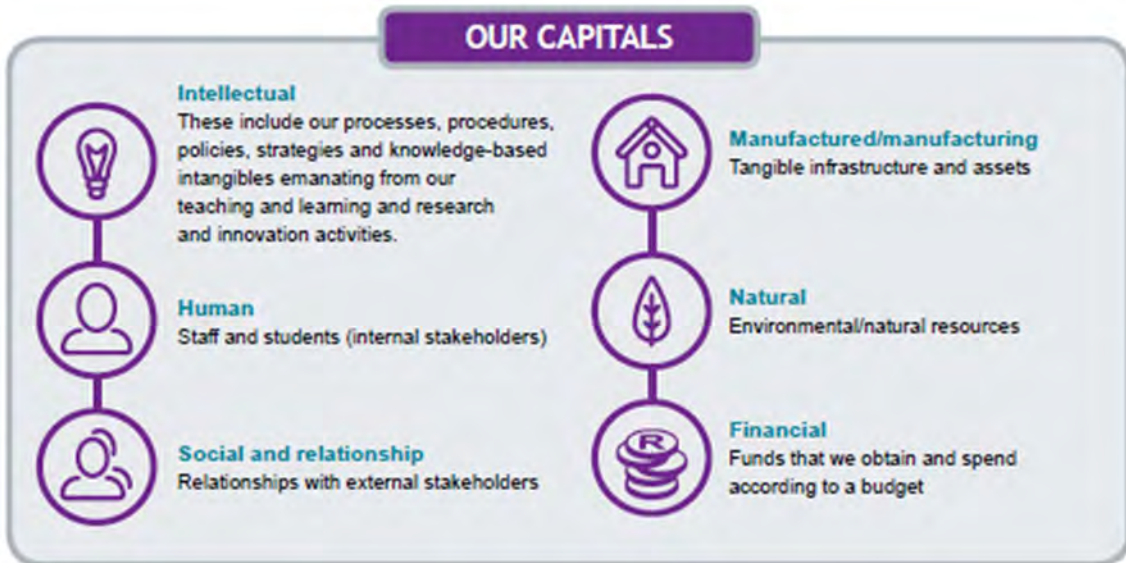 OUR CAPITALS
Intellectual
These include our processes, procedures,
policies, strategies and knowledge-based
intangibles emanating from our
teaching and learning and research
and innovation activities.
Human
Staff and students (internal stakeholders)
Social and relationship
Relationships with external stakeholders
Manufactured/manufacturing
Tangible infrastructure and assets
Natural
Environmental/natural resources
R
Financial
Funds that we obtain and spend
according to a budget